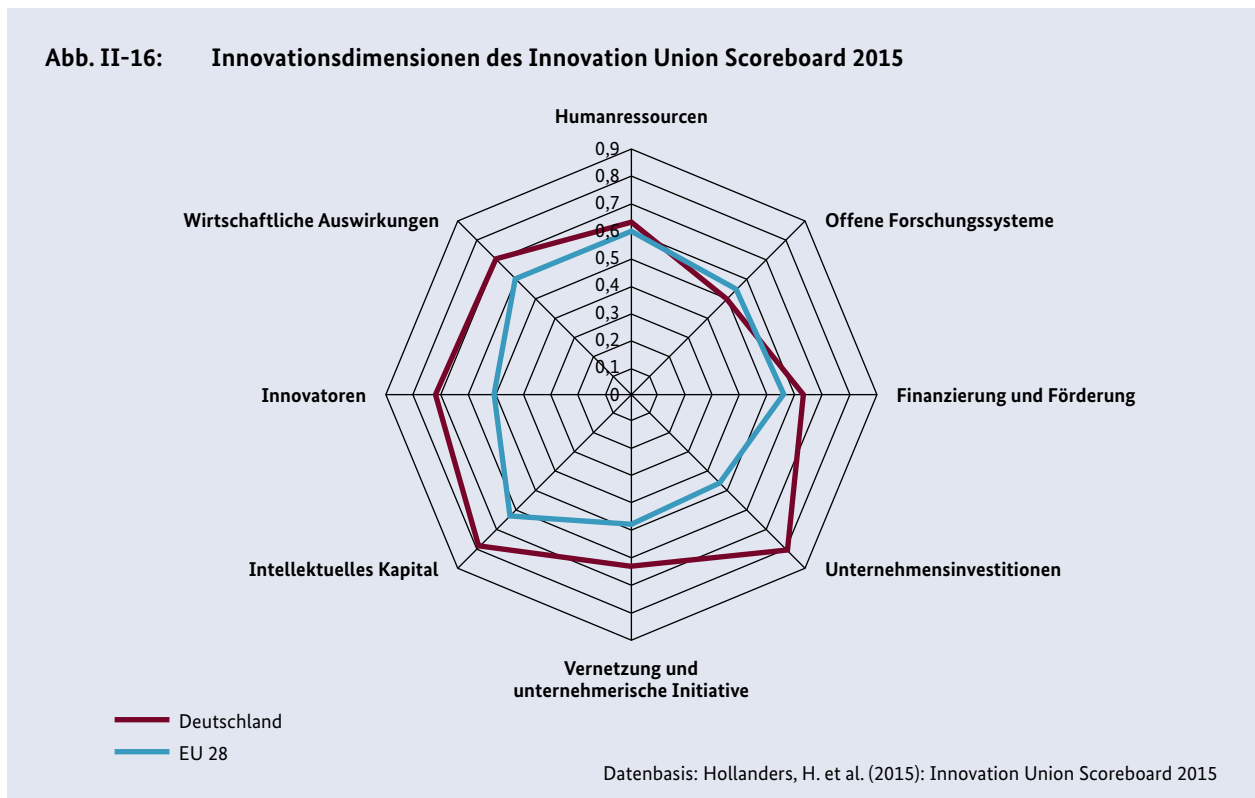 Abb. II-16: Innovationsdimensionen des Innovation Union Scoreboard 2015
Humanressourcen
0,9
0,8
0,7
0,6
0,5
0,4
0,3
0,2
0,1
0
Wirtschaftliche Auswirkungen
Offene Forschungssysteme
Innovatoren
Finanzierung und Förderung
Intellektuelles Kapital
Unternehmensinvestitionen
Vernetzung und
unternehmerische Initiative
Deutschland
EU 28
Datenbasis: Hollanders, H. et al. (2015): Innovation Union Scoreboard 2015